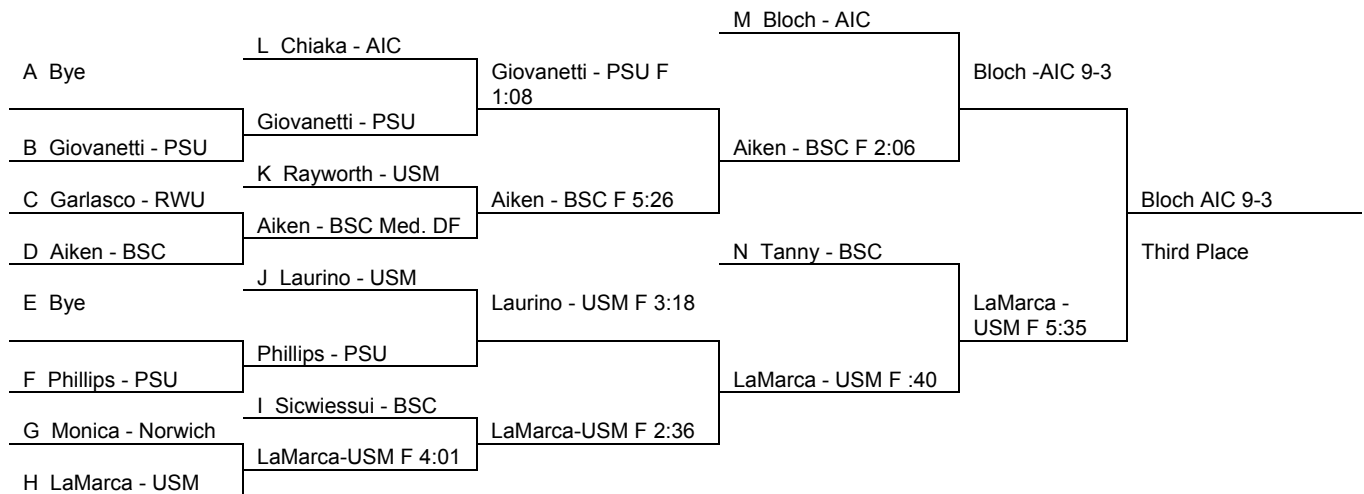 M Bloch - AIC
L Chiaka - AIC
A Bye
Giovanetti - PSU F
1:08
Bloch -AIC 9-3
Giovanetti - PSU
B Giovanetti - PSU
Aiken - BSC F 2:06
K Rayworth - USM
C Garlasco - RWU
Aiken - BSC F 5:26
Bloch AIC 9-3
Aiken - BSC Med. DF
D Aiken - BSC
N Tanny - BSC
Third Place
J Laurino - USM
E Bye
Laurino - USM F 3:18
LaMarca -
USM F 5:35
Phillips - PSU
F Phillips - PSU
LaMarca - USM F :40
I Sicwiessui - BSC
G Monica - Norwich
LaMarca-USM F 2:36
LaMarca-USM F 4:01
H LaMarca - USM